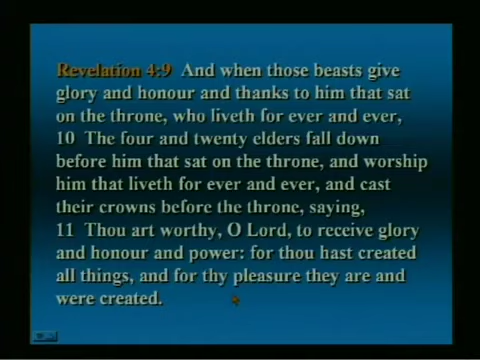 Revelation 4:9 And when those beasts give
glory and honour and thanks to him that sat
on the throne, who liveth for ever and ever,
10 The four and twenty elders fall down
before him that sat on the throne, and worship
him that liveth for ever and ever, and cast
their crowns before the throne, saying,
11 Thou art worthy, O Lord, to receive glory
and honour and power: for thou hast created
all things, and for thy pleasure they are and
were created.